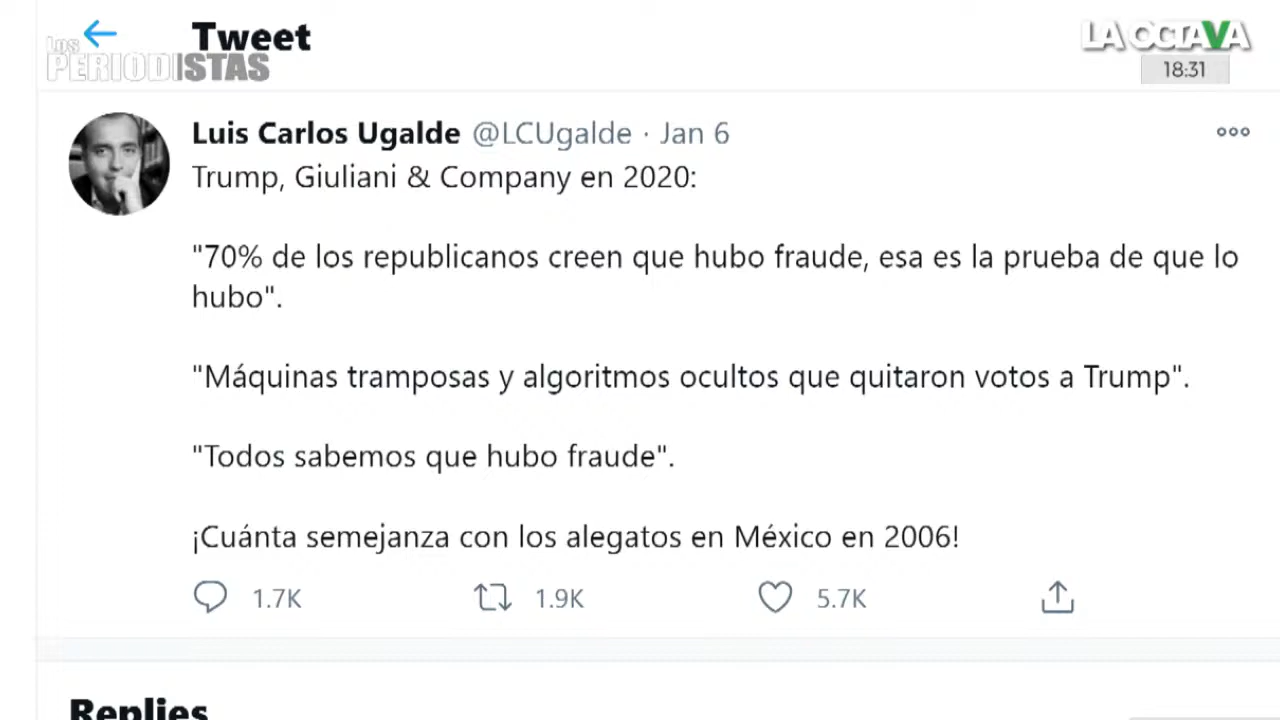 Tweet
LOS
PERIODISTAS
LA OCTAVA
18:31
Luis Carlos Ugalde @LCUgalde · Jan 6
Trump, Giuliani & Company en 2020:
"70% de los republicanos creen que hubo fraude, esa es la prueba de que lo
hubo".
"Máquinas tramposas y algoritmos ocultos que quitaron votos a Trump".
"Todos sabemos que hubo fraude".
¡Cuánta semejanza con los alegatos en México en 2006!
1.7K 1.9K 5.7K
Replies